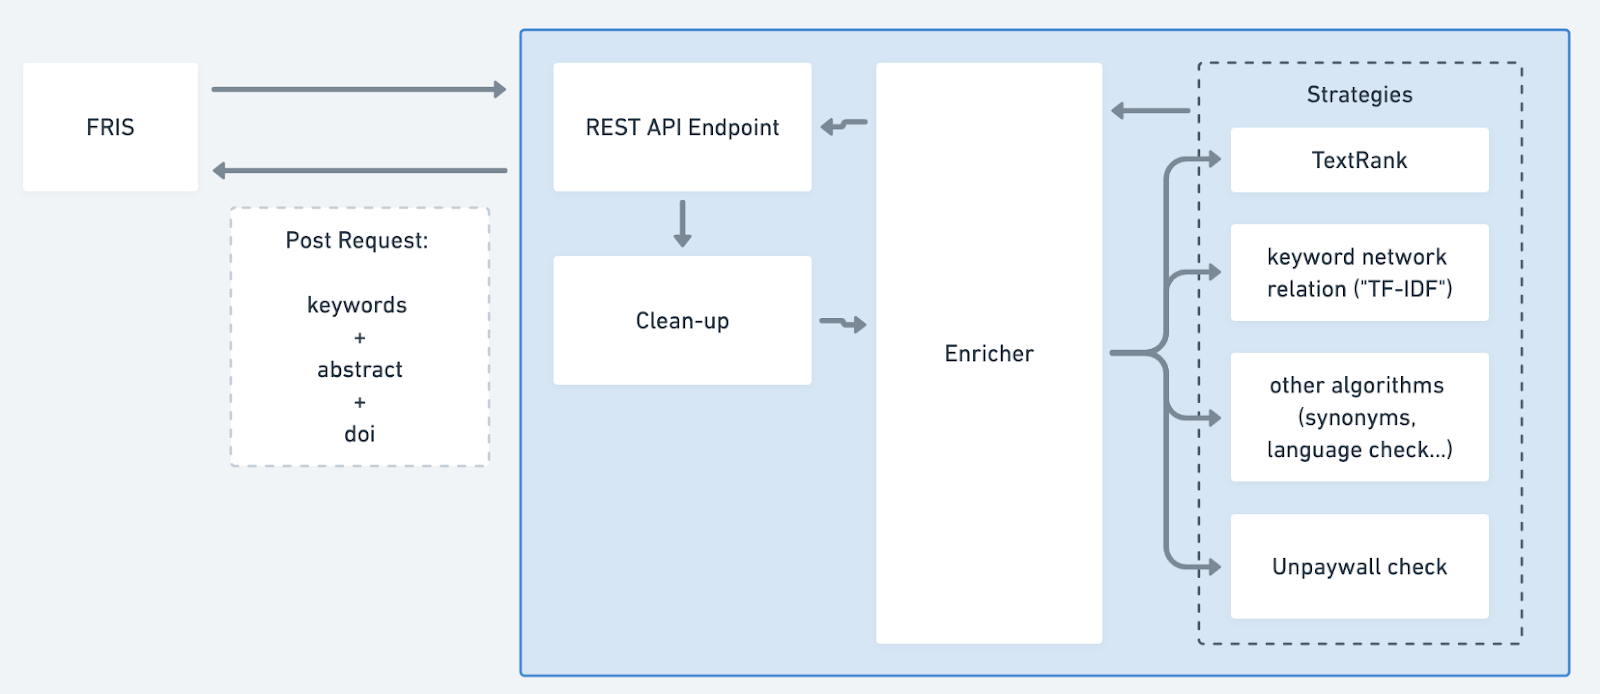 FRIS
Post Request:
keywords
+
abstract
+
doi
REST API Endpoint
Clean-up
Enricher
Strategies
TextRank
keyword network
relation ("TF-IDF")
other algorithms
(synonyms,
language check...)
Unpaywall check